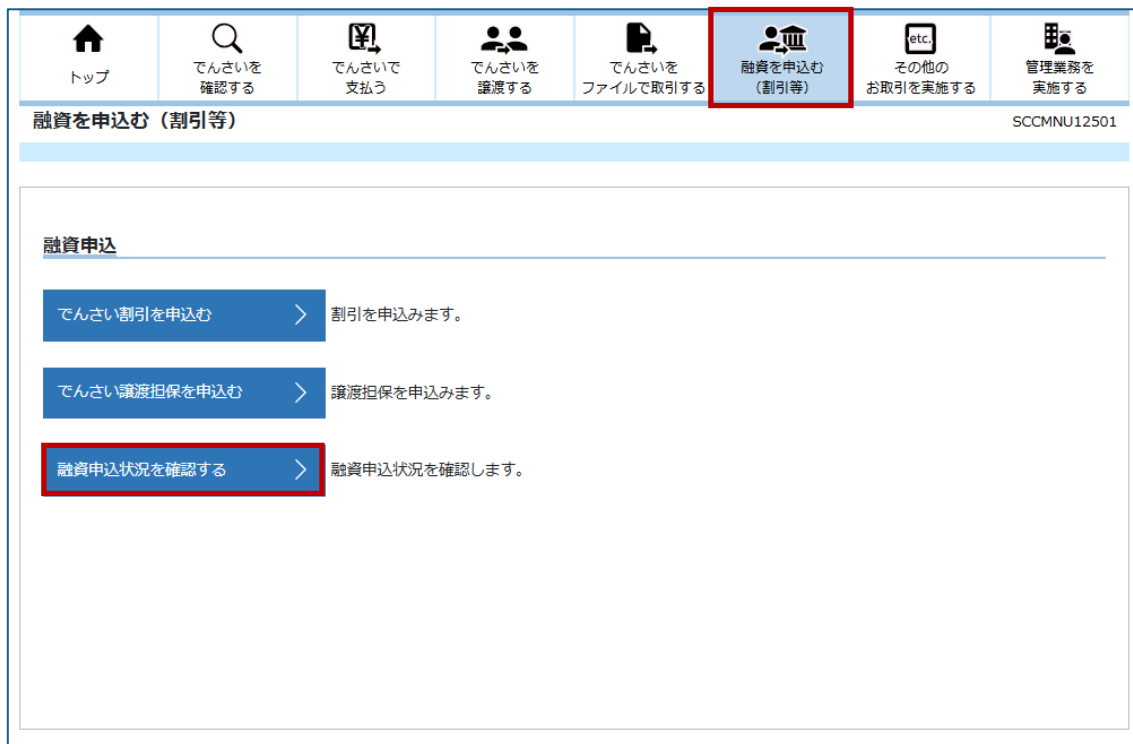 トップ
でんさいを
確認する
でんさいで
支払う
でんさいを
譲渡する
でんさいを
ファイルで取引する
融資を申込む
(割引等)
etc.
その他の
お取引を実施する
管理業務を
実施する
融資を申込む(割引等)
SCCMNU12501
融資申込
でんさい割引を申込む
割引を申込みます。
でんさい譲渡担保を申込む
譲渡担保を申込みます。
融資申込状況を確認する
融資申込状況を確認します。